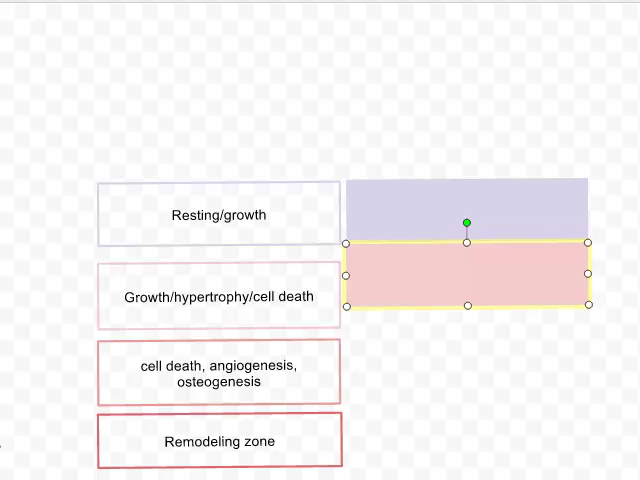 Resting/growth
Growth/hypertrophy/cell death
cell death, angiogenesis,
osteogenesis
Remodeling zone